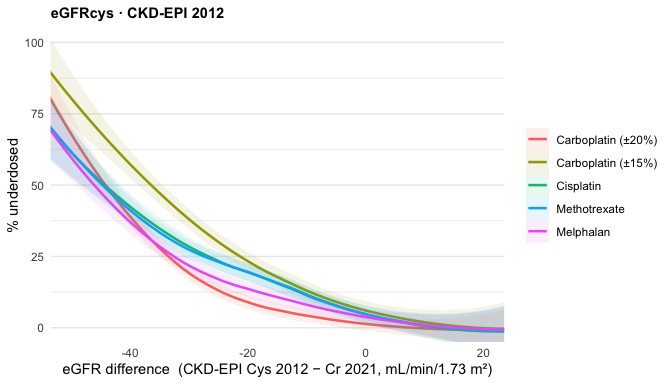 eGFRcys · CKD-EPI 2012
100
75
50
25
0
% underdosed
-40
-20
0
20
eGFR difference  (CKD-EPI Cys 2012 − Cr 2021, mL/min/1.73 m²)
Carboplatin (±20%)
Carboplatin (±15%)
Cisplatin
Methotrexate
Melphalan